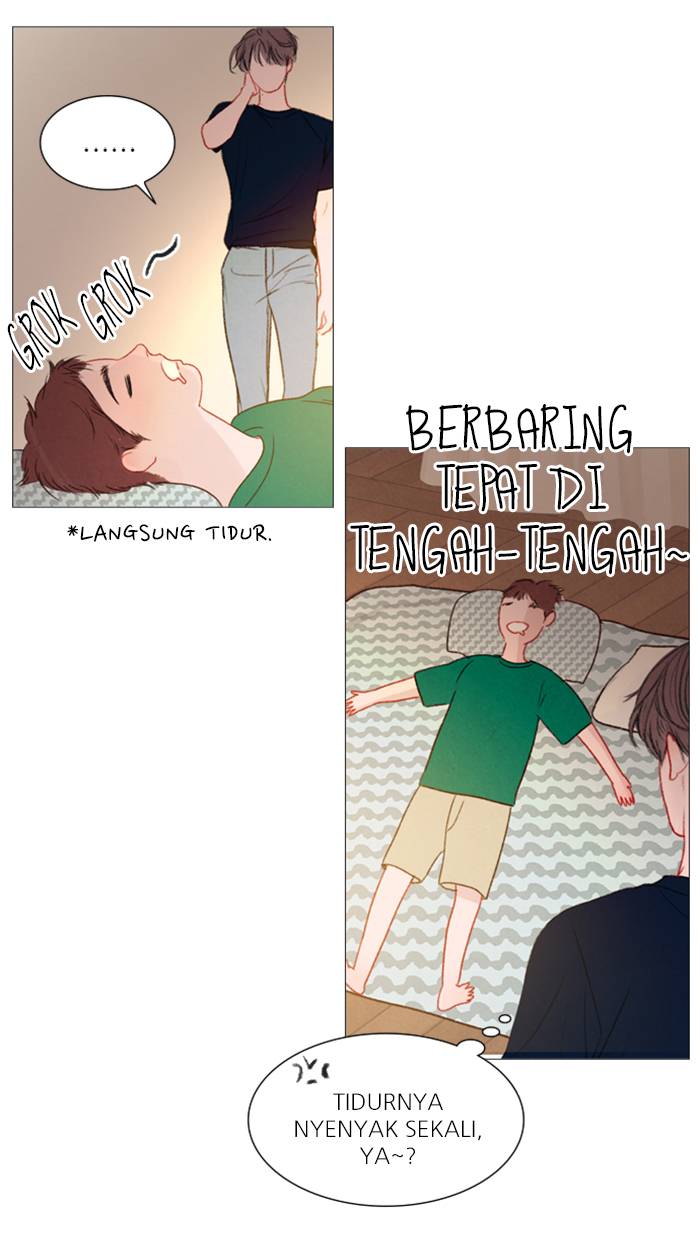 ......
GROK
GROK~
*LANGSUNG TIDUR.
BERBARING
TEPAT DI
TENGAH-TENGAH~
TIDURNYA
NYENYAK SEKALI,
YA~?